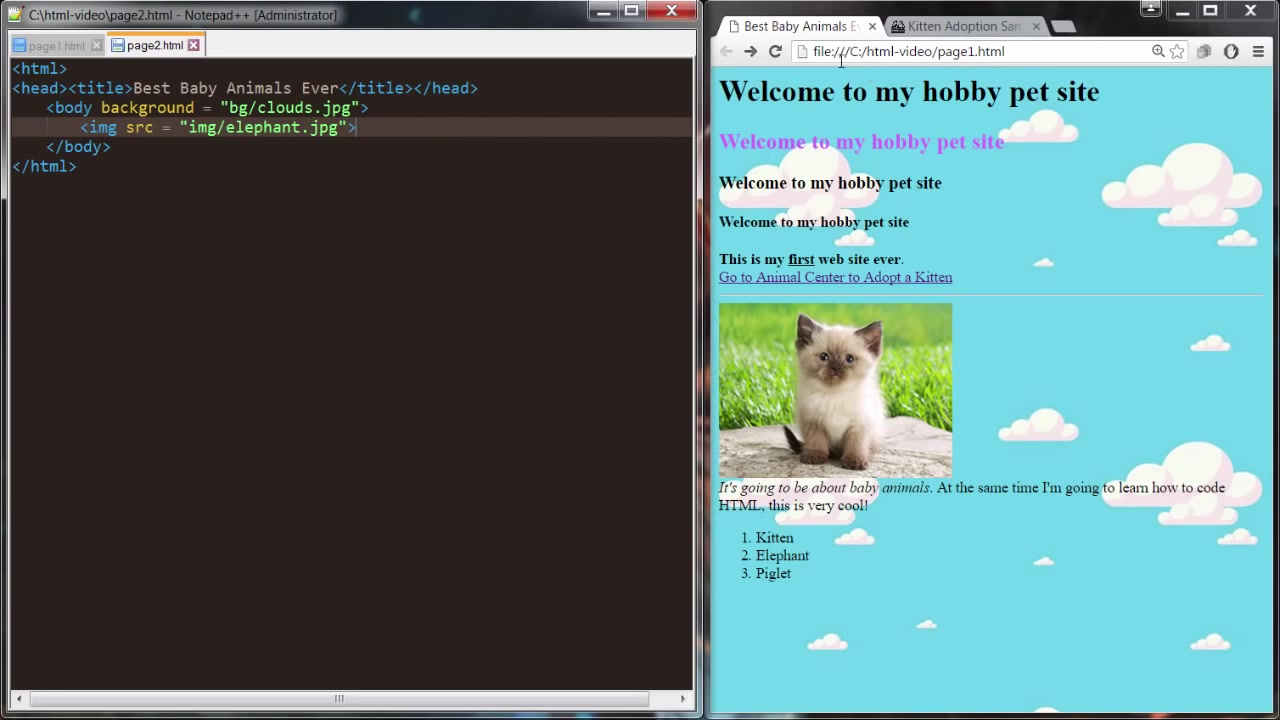 C:\html-video\page2.html - Notepad++ [Administrator]
page1.html
page2.html
<html>
<head><title>Best Baby Animals Ever</title></head>
<body background = "bg/clouds.jpg">
<img src = "img/elephant.jpg">
</body>
</html>
Best Baby Animals Ev
Kitten Adoption San
file:///C:/html-video/page1.html
Welcome to my hobby pet site
Welcome to my hobby pet site
Welcome to my hobby pet site
Welcome to my hobby pet site
This is my first web site ever.
Go to Animal Center to Adopt a Kitten
It's going to be about baby animals. At the same time I'm going to learn how to code
HTML, this is very cool!
1. Kitten
2. Elephant
3. Piglet